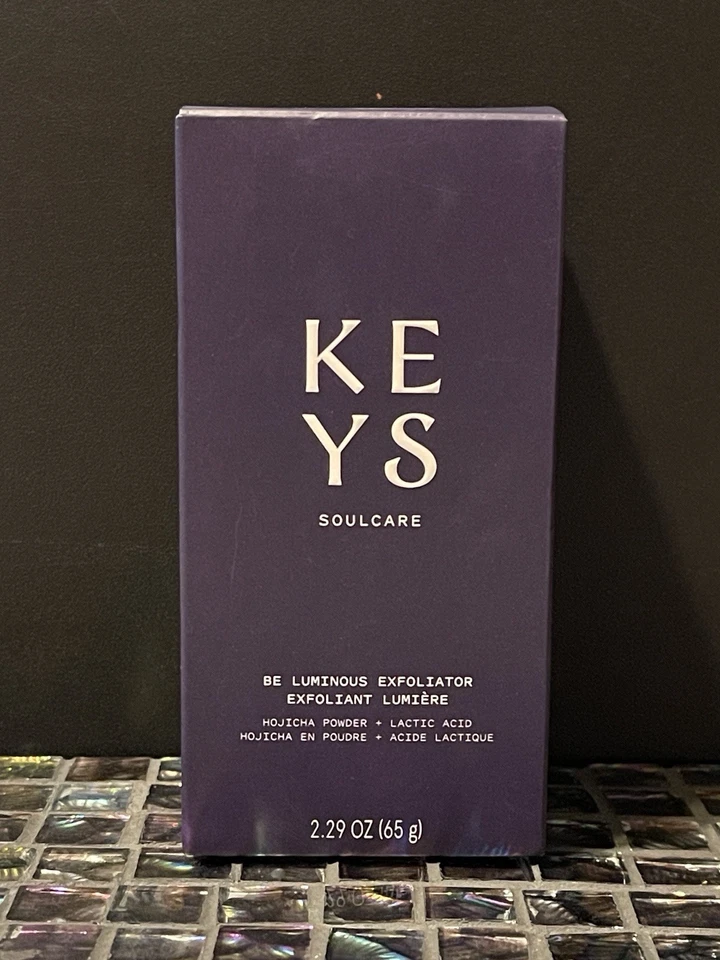 KE
YS
SOULCARE
BE LUMINOUS EXFOLIATOR
EXFOLIANT LUMIÈRE
HOJICHA POWDER + LACTIC ACID
HOJICHA EN POUDRE + ACIDE LACTIQUE
2.29 OZ (65 g)